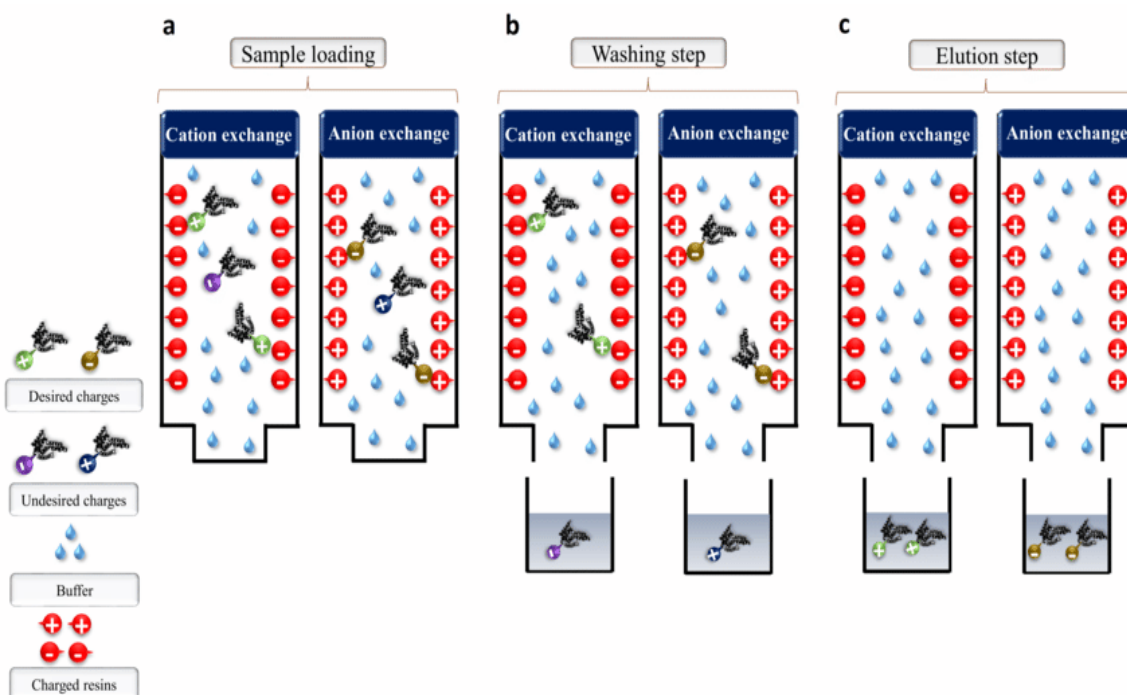 a
Sample loading
Cation exchange
Anion exchange
b
Washing step
Cation exchange
Anion exchange
c
Elution step
Cation exchange
Anion exchange
Desired charges
Undesired charges
Buffer
Charged resins